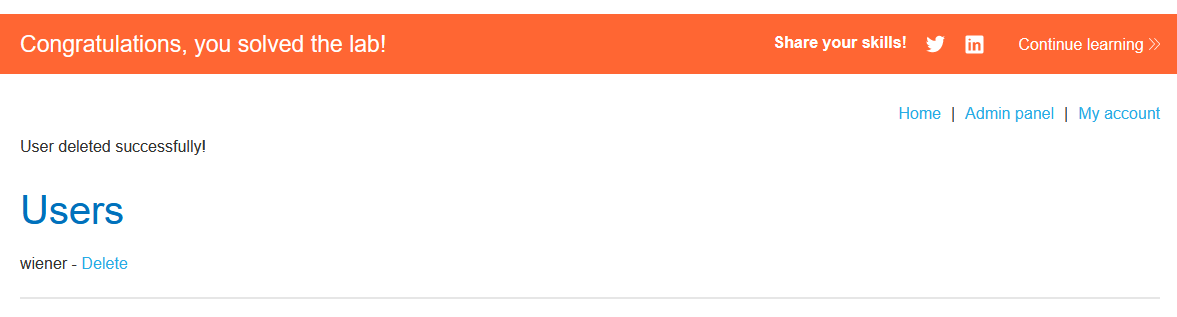 Congratulations, you solved the lab!
Share your skills! in Continue learning >>
Home | Admin panel | My account
User deleted successfully!
Users
wiener - Delete